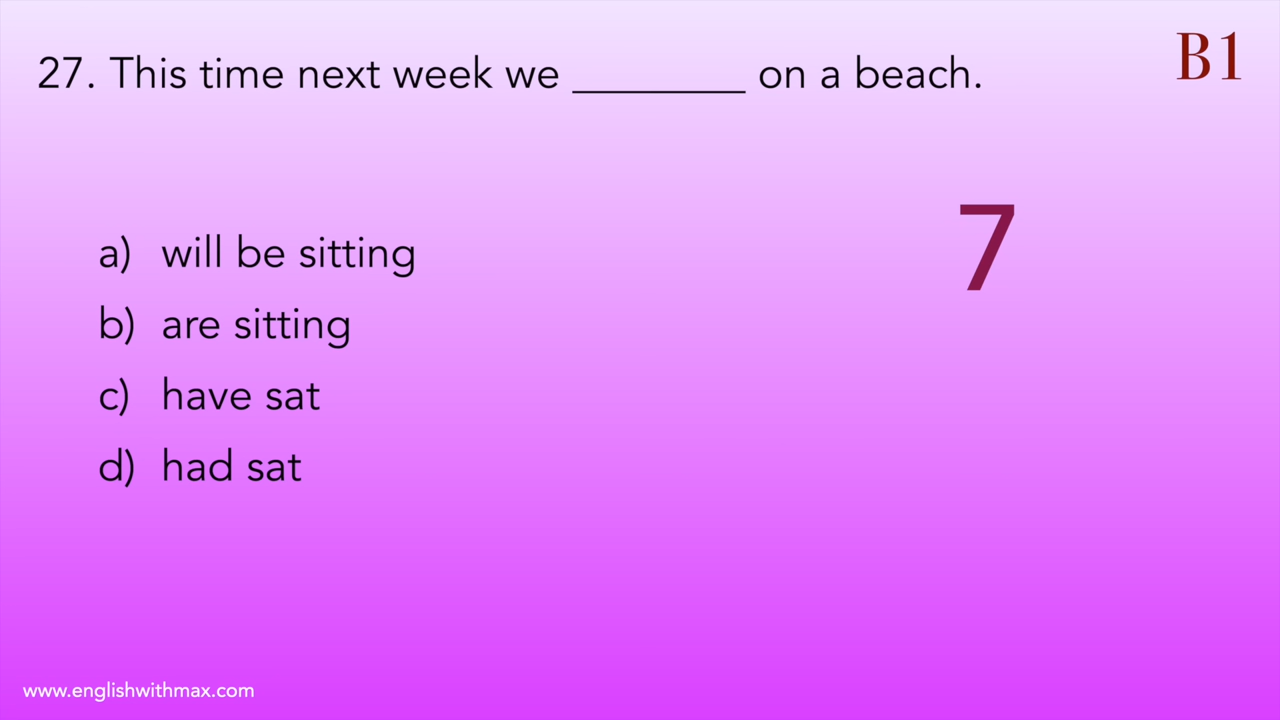 27. This time next week we ________ on a beach.
B1
7
a) will be sitting
b) are sitting
c) have sat
d) had sat
www.englishwithmax.com